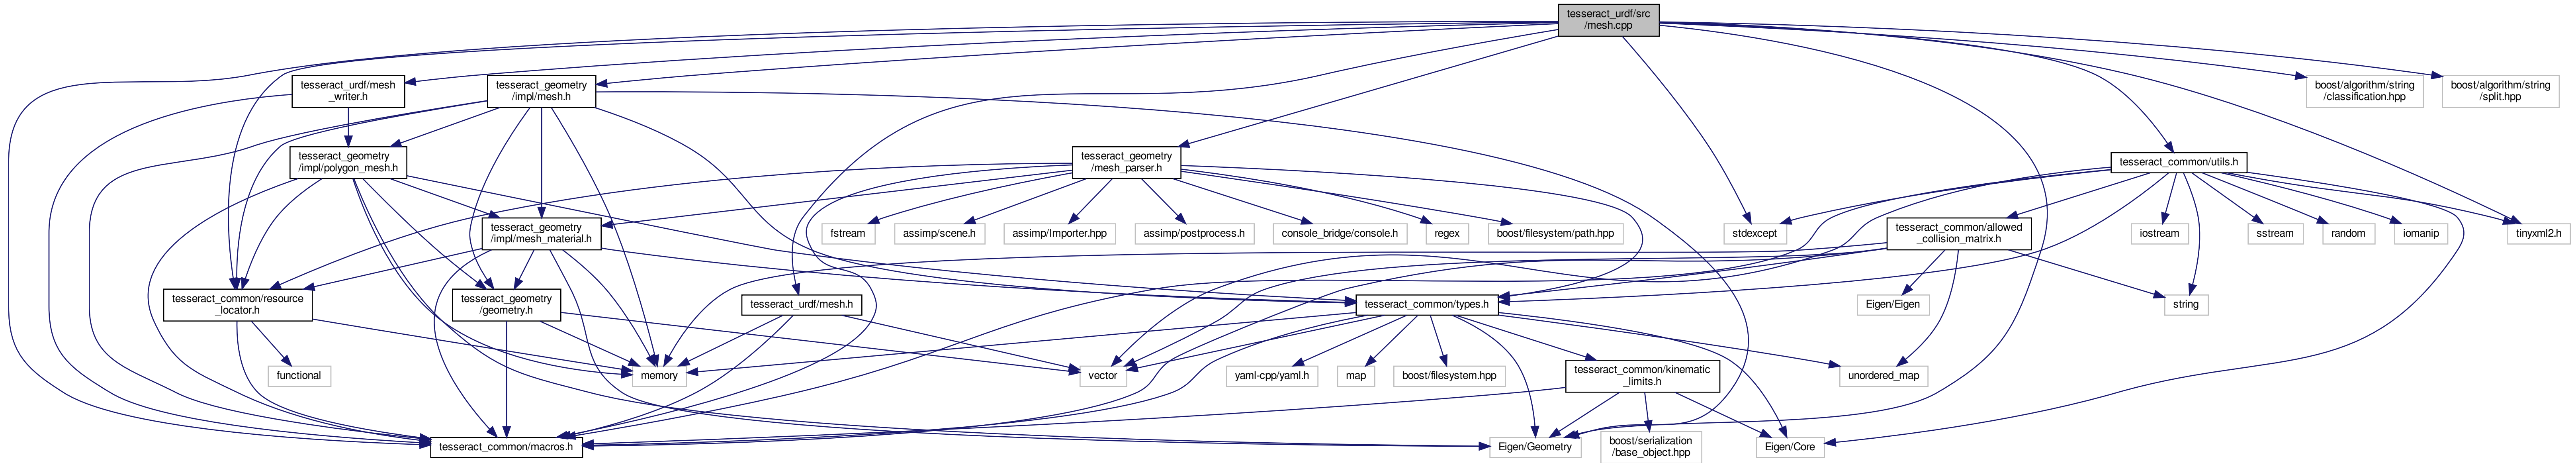 tesseract_urdf/src
/mesh.cpp
tesseract_urdf/mesh
_writer.h
tesseract_geometry
/impl/mesh.h
boost/algorithm/string
/classification.hpp
boost/algorithm/string
/split.hpp
tesseract_geometry
/impl/polygon_mesh.h
tesseract_geometry
/mesh_parser.h
tesseract_common/utils.h
tesseract_geometry
/impl/mesh_material.h
fstream
assimp/scene.h
assimp/Importer.hpp
assimp/postprocess.h
console_bridge/console.h
regex
boost/filesystem/path.hpp
stdexcept
tesseract_common/allowed
_collision_matrix.h
iostream
sstream
random
iomanip
tinyxml2.h
tesseract_common/resource
_locator.h
tesseract_geometry
/geometry.h
tesseract_urdf/mesh.h
tesseract_common/types.h
Eigen/Eigen
string
functional
memory
vector
yaml-cpp/yaml.h
map
boost/filesystem.hpp
tesseract_common/kinematic
_limits.h
unordered_map
tesseract_common/macros.h
Eigen/Geometry
boost/serialization
/base_object.hpp
Eigen/Core